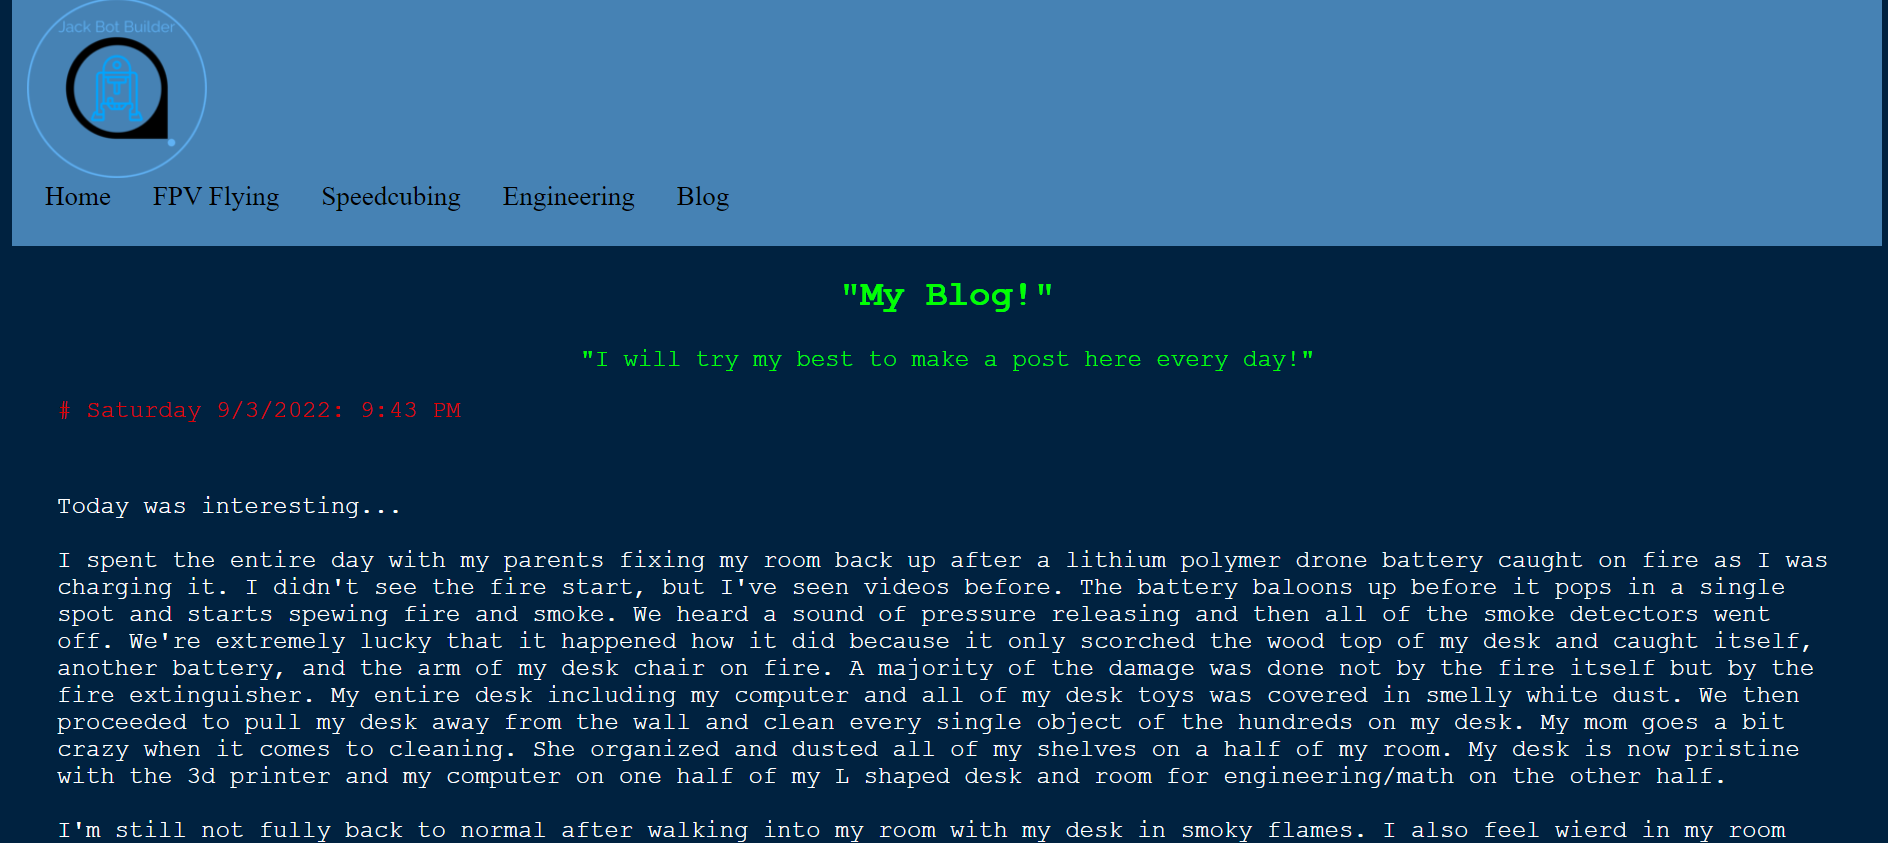 Jack Bot Builder
Home FPV Flying Speedcubing Engineering Blog
"My Blog!"
"I will try my best to make a post here every day!"
# Saturday 9/3/2022: 9:43 PM
Today was interesting...
I spent the entire day with my parents fixing my room back up after a lithium polymer drone battery caught on fire as I was
charging it. I didn't see the fire start, but I've seen videos before. The battery baloons up before it pops in a single
spot and starts spewing fire and smoke. We heard a sound of pressure releasing and then all of the smoke detectors went
off. We're extremely lucky that it happened how it did because it only scorched the wood top of my desk and caught itself,
another battery, and the arm of my desk chair on fire. A majority of the damage was done not by the fire itself but by the
fire extinguisher. My entire desk including my computer and all of my desk toys was covered in smelly white dust. We then
proceeded to pull my desk away from the wall and clean every single object of the hundreds on my desk. My mom goes a bit
crazy when it comes to cleaning. She organized and dusted all of my shelves on a half of my room. My desk is now pristine
with the 3d printer and my computer on one half of my L shaped desk and room for engineering/math on the other half.
I'm still not fully back to normal after walking into my room with my desk in smoky flames. I also feel wierd in my room